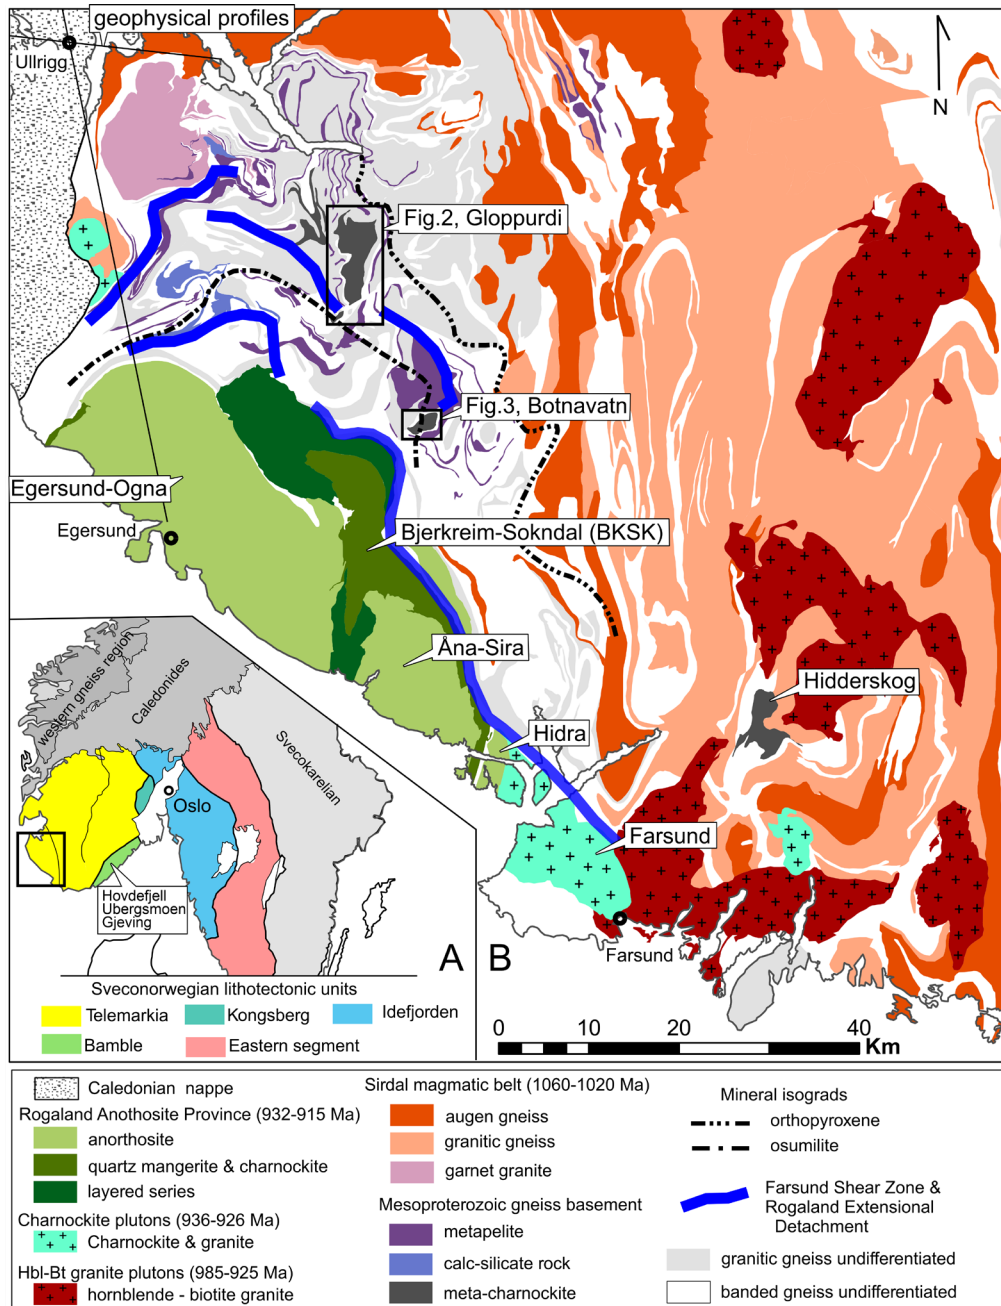 geophysical profiles
Ullrigg
N
Fig.2, Gloppurdi
Fig.3, Botnavatn
Egersund-Ogna
Egersund
Bjerkreim-Sokndal (BKSK)
Åna-Sira
Hidderskog
Hidra
Farsund
Farsund
western gneiss region
Caledonides
Svecokarelian
Oslo
Hovdefjell
Ubergsmoen
Gjeving
A
B
Sveconorwegian lithotectonic units
Telemarkia
Kongsberg
Idefjorden
Bamble
Eastern segment
0 10 20 40
Km
Caledonian nappe
Rogaland Anothosite Province (932-915 Ma)
anorthosite
quartz mangerite & charnockite
layered series
Charnockite plutons (936-926 Ma)
Charnockite & granite
Hbl-Bt granite plutons (985-925 Ma)
hornblende - biotite granite
Sirdal magmatic belt (1060-1020 Ma)
augen gneiss
granitic gneiss
garnet granite
Mesoproterozoic gneiss basement
metapelite
calc-silicate rock
meta-charnockite
Mineral isograds
orthopyroxene
osumilite
Farsund Shear Zone &
Rogaland Extensional
Detachment
granitic gneiss undifferentiated
banded gneiss undifferentiated